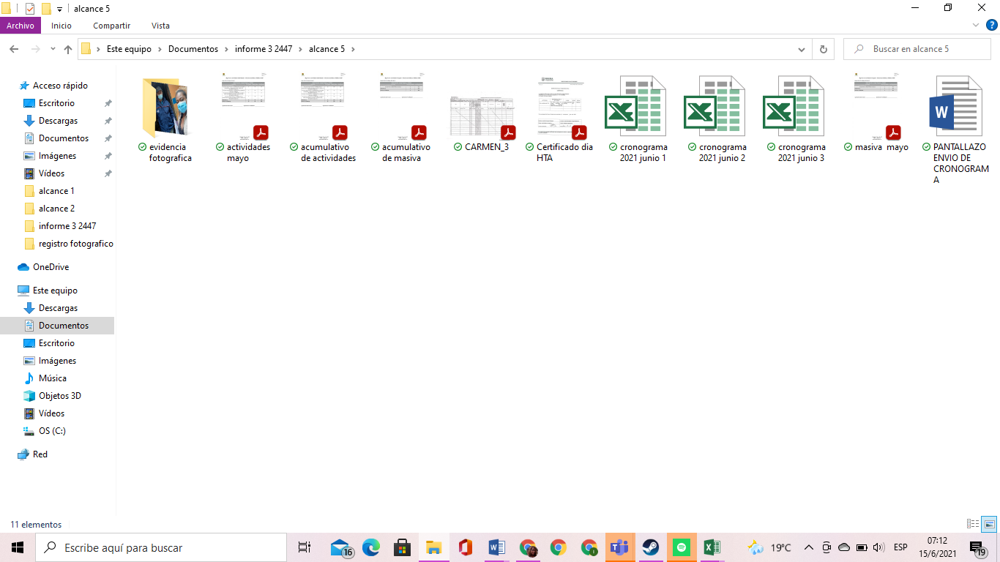 alcance 5
Archivo
Inicio
Compartir
Vista
Este equipo
Documentos
informe 3 2447
alcance 5
Buscar en alcance 5
Acceso rápido
Escritorio
Descargas
Documentos
Imágenes
Vídeos
alcance 1
alcance 2
informe 3 2447
registro fotografico
OneDrive
Este equipo
Descargas
Documentos
Escritorio
Imágenes
Música
Objetos 3D
Vídeos
OS (C:)
Red
evidencia
fotografica
actividades
mayo
acumulativo
de actividades
acumulativo
de masiva
CARMEN_3
Certificado dia
HTA
cronograma
2021 junio 1
cronograma
2021 junio 2
cronograma
2021 junio 3
masiva mayo
W
PANTALLAZO
ENVIO DE
CRONOGRAM
A
11 elementos
Escribe aquí para buscar
16
19°C
ESP
07:12
15/6/2021
19